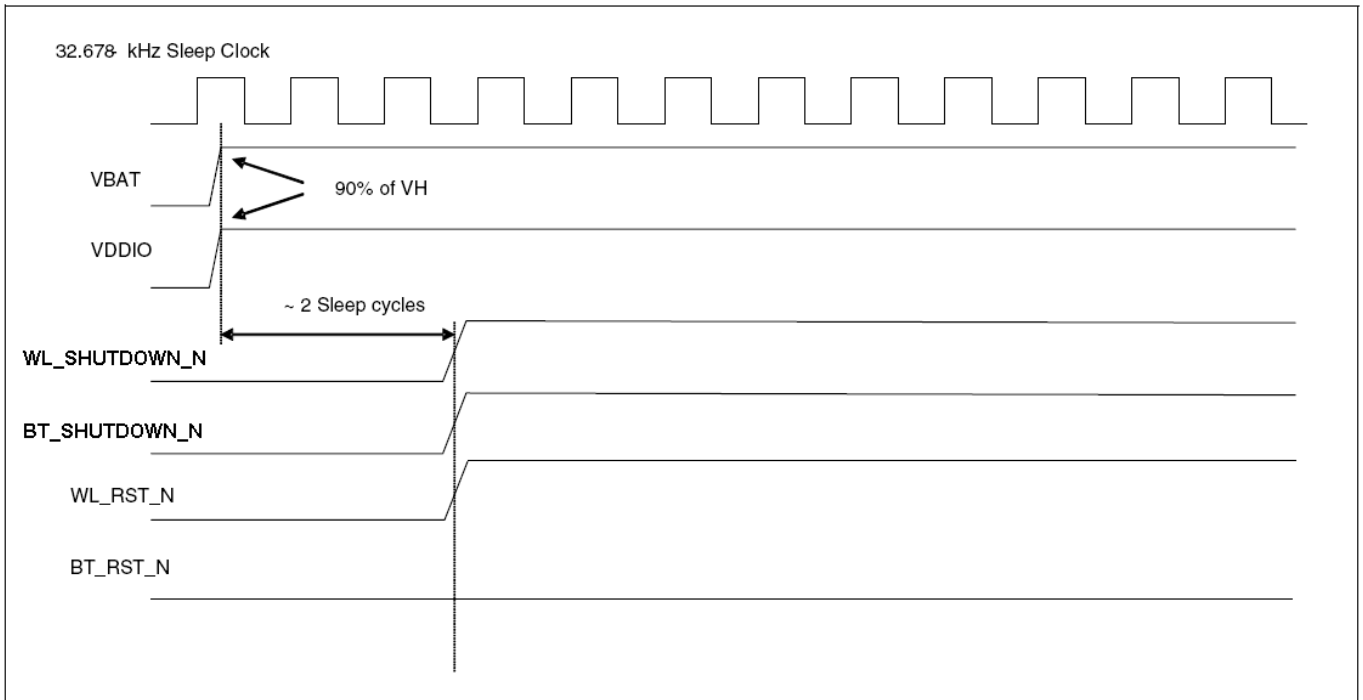 32.678- kHz Sleep Clock
VBAT
90% of VH
VDDIO
~ 2 Sleep cycles
WL_SHUTDOWN_N
BT_SHUTDOWN_N
WL_RST_N
BT_RST_N